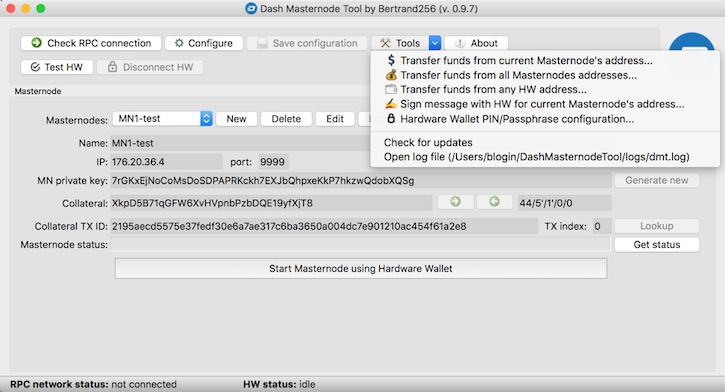 Dash Masternode Tool by Bertrand256 (v. 0.9.7)
Check RPC connection Configure Save configuration Tools About
Test HW Disconnect HW
Transfer funds from current Masternode's address...
Transfer funds from all Masternodes addresses...
Transfer funds from any HW address...
Sign message with HW for current Masternode's address...
Hardware Wallet PIN/Passphrase configuration...
Check for updates
Open log file (/Users/blogin/DashMasternodeTool/logs/dmt.log)
Masternode
Masternodes: MN1-test New Delete Edit
Name: MN1-test
IP: 176.20.36.4 port: 9999
MN private key: 7rGKxEjNoCoMsDoSDPAPRKckh7EXJbQhpxeKkP7hkzwQdobXQSg Generate new
Collateral: XkpD5B71qGFW6XvHVpnbPzbDQE19yfXjT8 44/5'/1'/0/0
Collateral TX ID: 2195aecd5575e37fedf30e6a7ae317c6ba3650a004dc7e901210ac454f61a2e8 TX index: 0 Lookup
Masternode status: Get status
Start Masternode using Hardware Wallet
RPC network status: not connected HW status: idle